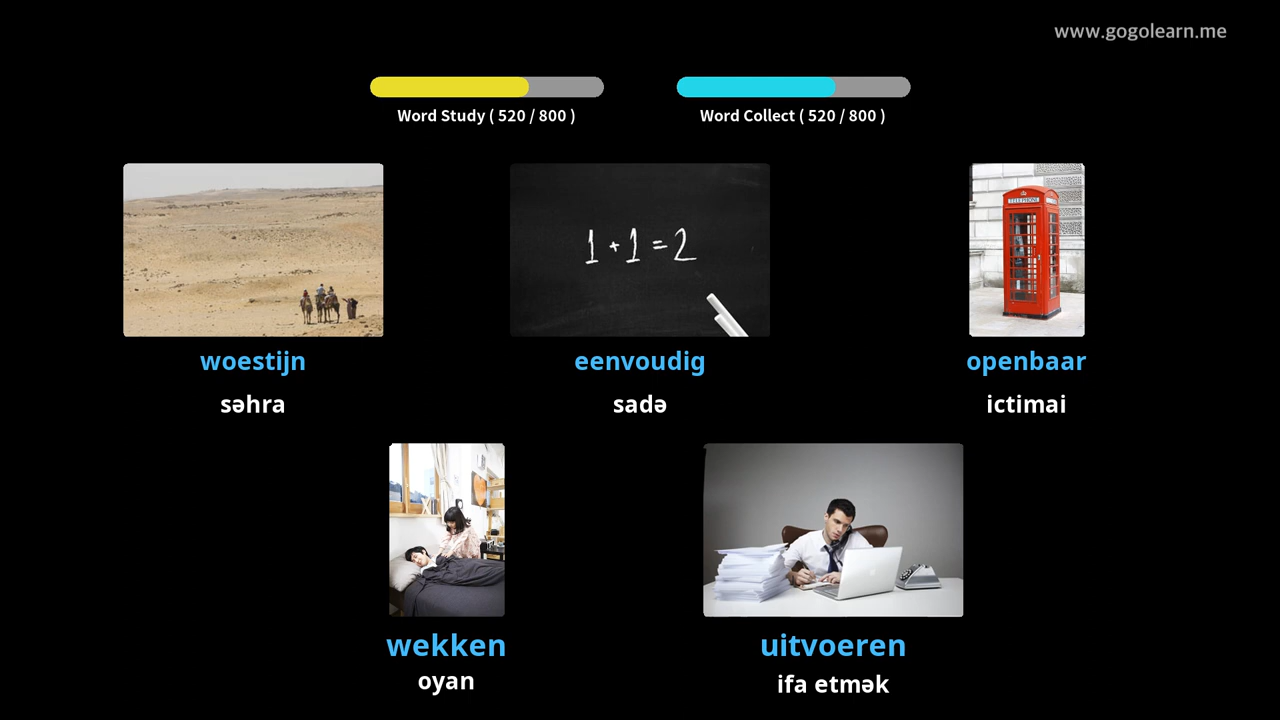 www.gogolearn.me
Word Study ( 520 / 800 )
Word Collect ( 520 / 800 )
1 + 1 = 2
TELEPHONE
woestijn
eenvoudig
openbaar
səhra
sadə
ictimai
wekken
uitvoeren
oyan
ifa etmək